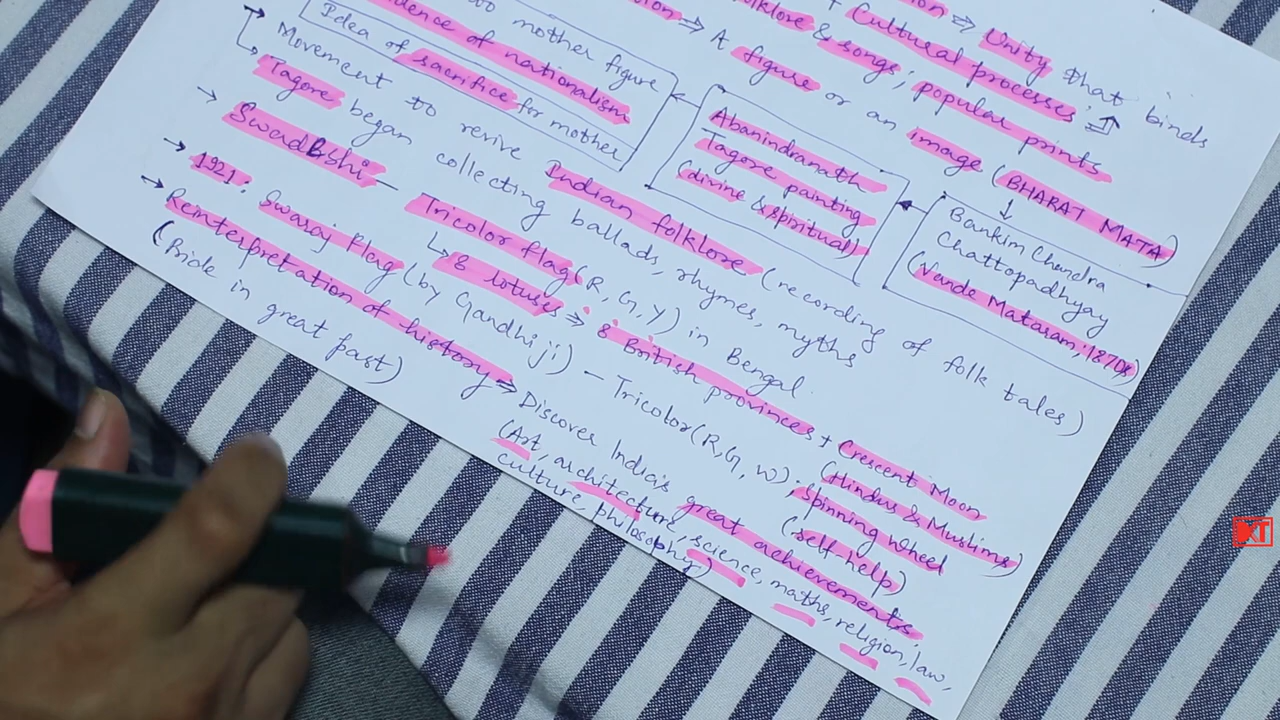 ⇒ Unity that binds
+ Cultural processes :
folklore & songs, popular prints
→ A figure or an image (BHARAT MATA)
Bankim Chandra
Chattopadhyay
(Vande Mataram, 1870s)
Abanindranath
Tagore painting
(divine & spiritual)
mother figure
of nationalism
Idea of sacrifice for mother
→ Movement to revive Indian folklore (recording of folk tales)
Tagore began collecting ballads, rhymes, myths
→ Swadeshi — Tricolor flag (R, G, Y) in Bengal.
↳ 8 lotuses ⇒ 8 British provinces + Crescent Moon
(Hindus & Muslims)
→ 1921: Swaraj Flag (by Gandhiji) — Tricolor (R, G, W); spinning wheel
(self-help)
→ Reinterpretation of history ⇒ Discover India's great achievements
(Pride in great past)
(Art, architecture, science, maths, religion, law,
culture, philosophy)
XT